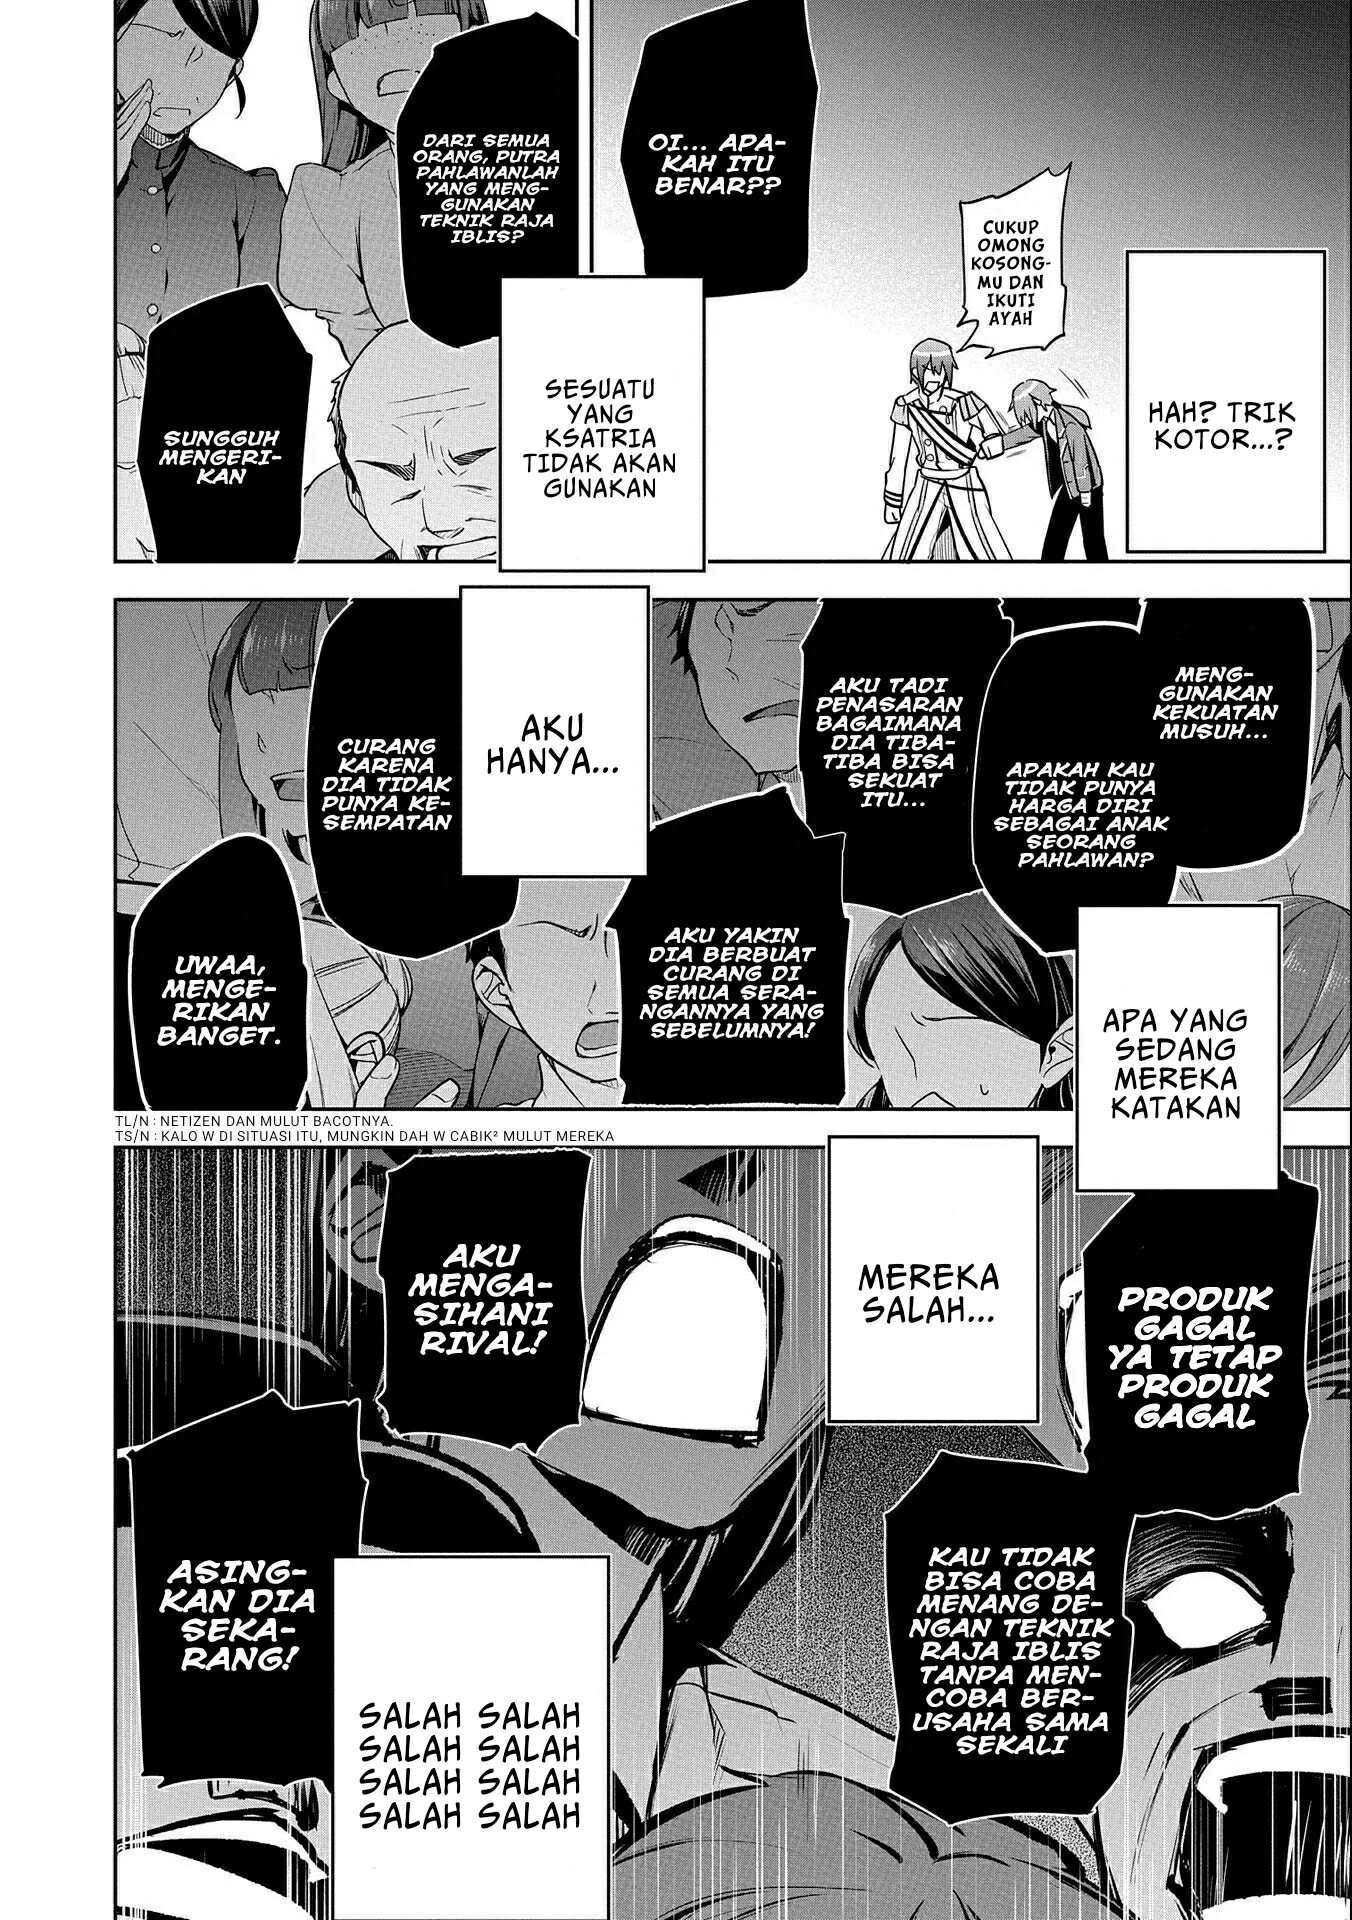 HAH? TRIK
KOTOR...?
CUKUP
OMONG
KOSONG-
MU DAN
IKUTI
AYAH
OI... APA-
KAH ITU
BENAR??
SESUATU
YANG
KSATRIA
TIDAK AKAN
GUNAKAN
DARI SEMUA
ORANG, PUTRA
PAHLAWANLAH
YANG MENG-
GUNAKAN
TEKNIK RAJA
IBLIS?
SUNGGUH
MENGERI-
KAN
MENG-
GUNAKAN
KEKUATAN
MUSUH...
APAKAH KAU
TIDAK PUNYA
HARGA DIRI
SEBAGAI ANAK
SEORANG
PAHLAWAN?
APA YANG
SEDANG
MEREKA
KATAKAN
AKU TADI
PENASARAN
BAGAIMANA
DIA TIBA-
TIBA BISA
SEKUAT
ITU...
AKU YAKIN
DIA BERBUAT
CURANG DI
SEMUA SERA-
NGANNYA YANG
SEBELUMNYA!
AKU
HANYA...
CURANG
KARENA
DIA TIDAK
PUNYA KE-
SEMPATAN
UWAA,
MENGE-
RIKAN
BANGET.
TL/N : NETIZEN DAN MULUT BACOTNYA.
TS/N : KALO W DI SITUASI ITU, MUNGKIN DAH W CABIK² MULUT MEREKA
PRODUK
GAGAL
YA TETAP
PRODUK
GAGAL
MEREKA
SALAH...
KAU TIDAK
BISA COBA
MENANG DE-
NGAN TEKNIK
RAJA IBLIS
TANPA MEN-
COBA BER-
USAHA SAMA
SEKALI
AKU
MENGA-
SIHANI
RIVAL!
ASING-
KAN DIA
SEKA-
RANG!
SALAH SALAH
SALAH SALAH
SALAH SALAH
SALAH SALAH